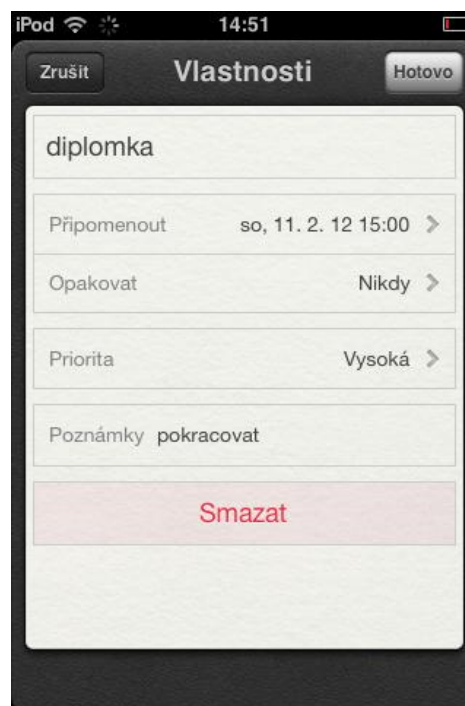 iPod 14:51
Zrušit Vlastnosti Hotovo
diplomka
Připomenout so, 11. 2. 12 15:00
Opakovat Nikdy
Priorita Vysoká
Poznámky pokracovat
Smazat